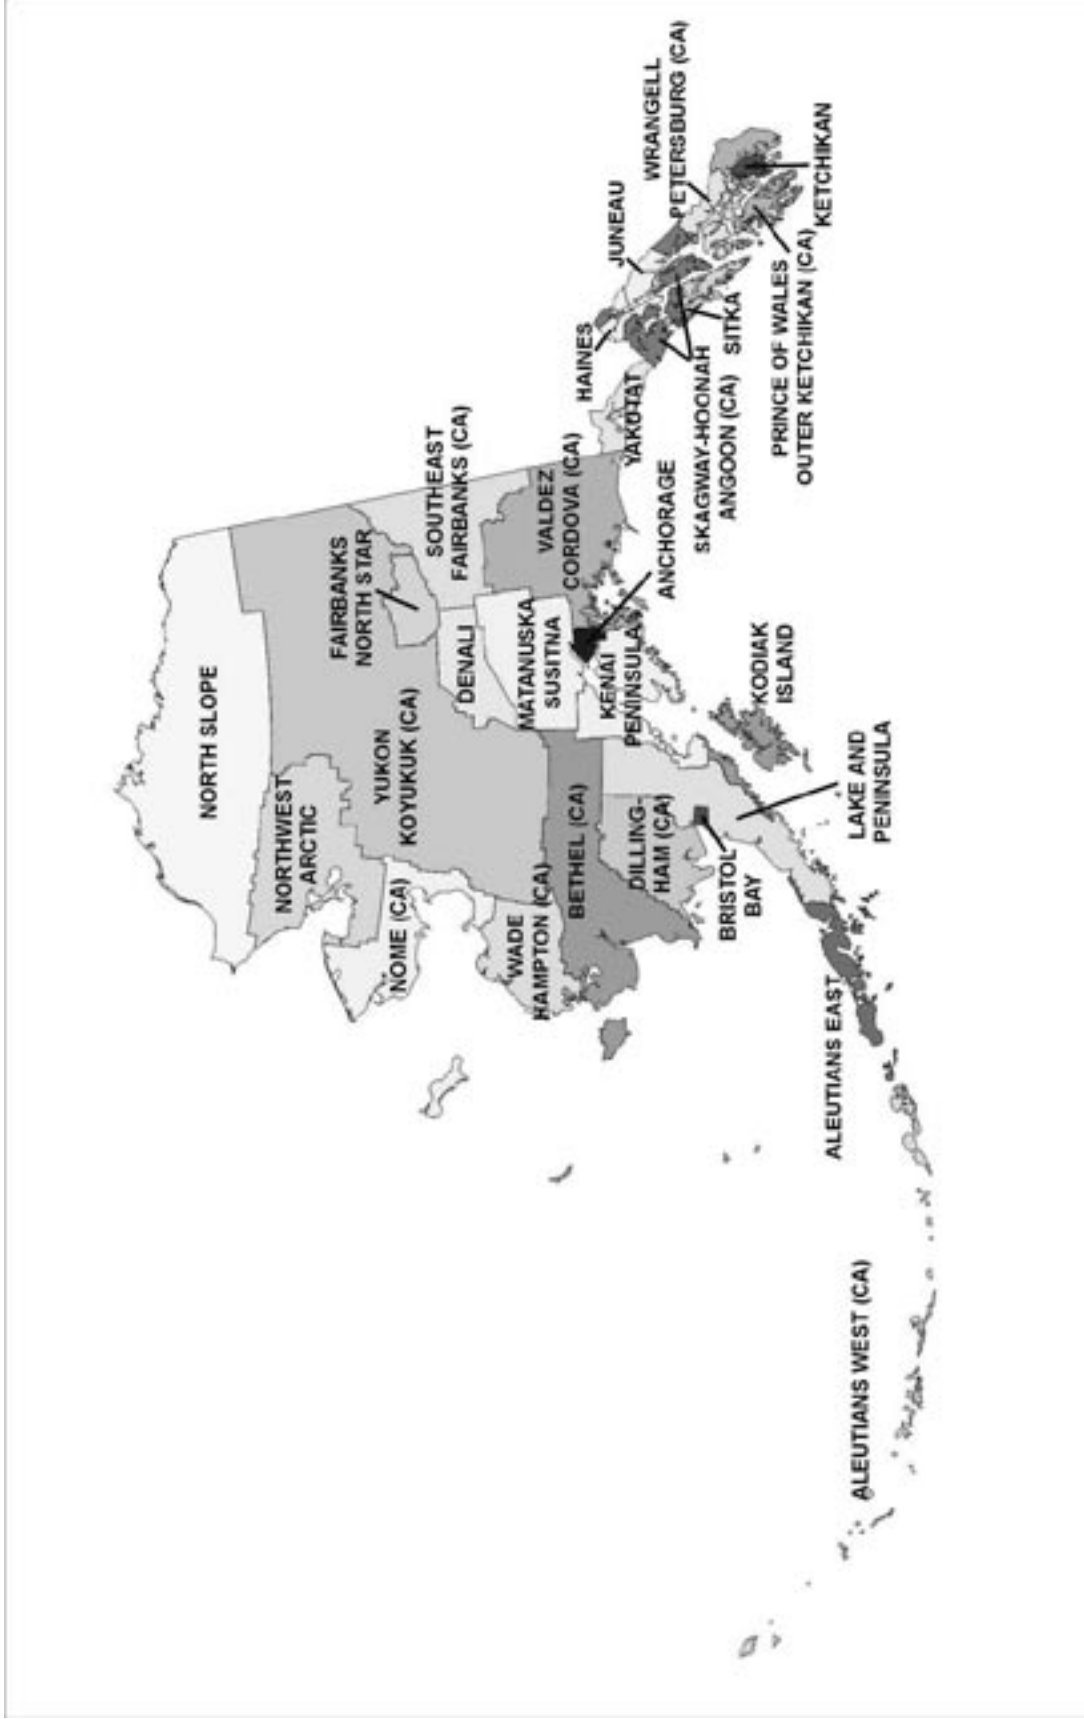 NORTH SLOPE
NORTHWEST
ARCTIC
YUKON
KOYUKUK (CA)
FAIRBANKS
NORTH STAR
NOME (CA)
SOUTHEAST
FAIRBANKS (CA)
DENALI
WADE
HAMPTON (CA)
MATANUSKA
SUSITNA
VALDEZ
CORDOVA (CA)
BETHEL (CA)
KENAI
PENINSULA
ANCHORAGE
DILLING-
HAM (CA)
BRISTOL
BAY
KODIAK
ISLAND
LAKE AND
PENINSULA
ALEUTIANS EAST
ALEUTIANS WEST (CA)
YAKUTAT
HAINES
JUNEAU
WRANGELL
PETERSBURG (CA)
SKAGWAY-HOONAH
ANGOON (CA)
SITKA
PRINCE OF WALES
OUTER KETCHIKAN (CA)
KETCHIKAN